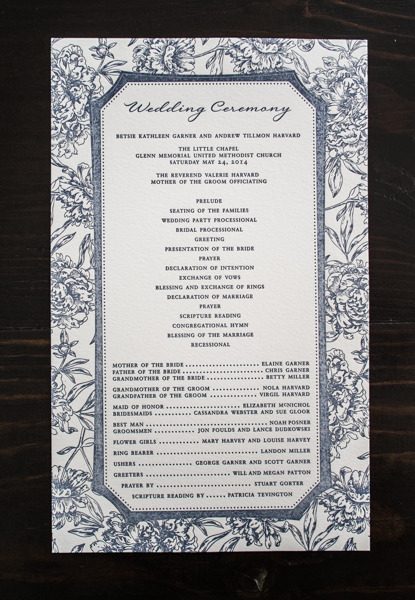 Wedding Ceremony
BETSIE KATHLEEN GARNER AND ANDREW TILLMON HARVARD
THE LITTLE CHAPEL
GLENN MEMORIAL UNITED METHODIST CHURCH
SATURDAY MAY 24, 2014
THE REVEREND VALERIE HARVARD
MOTHER OF THE GROOM OFFICIATING
PRELUDE
SEATING OF THE FAMILIES
WEDDING PARTY PROCESSIONAL
BRIDAL PROCESSIONAL
GREETING
PRESENTATION OF THE BRIDE
PRAYER
DECLARATION OF INTENTION
EXCHANGE OF VOWS
BLESSING AND EXCHANGE OF RINGS
DECLARATION OF MARRIAGE
PRAYER
SCRIPTURE READING
CONGREGATIONAL HYMN
BLESSING OF THE MARRIAGE
RECESSIONAL
MOTHER OF THE BRIDE ELAINE GARNER
FATHER OF THE BRIDE CHRIS GARNER
GRANDMOTHER OF THE BRIDE BETTY MILLER
GRANDMOTHER OF THE GROOM NOLA HARVARD
GRANDFATHER OF THE GROOM VIRGIL HARVARD
MAID OF HONOR ELIZABETH McNICHOL
BRIDESMAIDS CASSANDRA WEBSTER AND SUE GLOOR
BEST MAN NOAH POSNER
GROOMSMEN JON FOULDS AND LANCE DUDKOWSKI
FLOWER GIRLS MARY HARVEY AND LOUISE HARVEY
RING BEARER LANDON MILLER
USHERS GEORGE GARNER AND SCOTT GARNER
GREETERS WILL AND MEGAN PATTON
PRAYER BY STUART GORTER
SCRIPTURE READING BY PATRICIA TEVINGTON